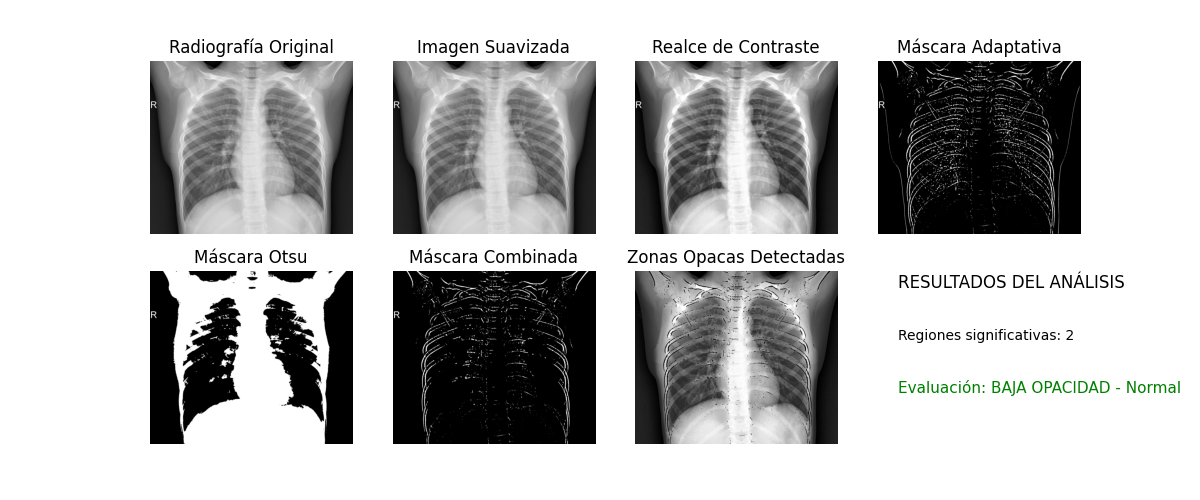 Radiografía Original
Imagen Suavizada
Realce de Contraste
Máscara Adaptativa
R
R
R
R
Máscara Otsu
Máscara Combinada
Zonas Opacas Detectadas
R
R
RESULTADOS DEL ANÁLISIS
Regiones significativas: 2
Evaluación: BAJA OPACIDAD - Normal